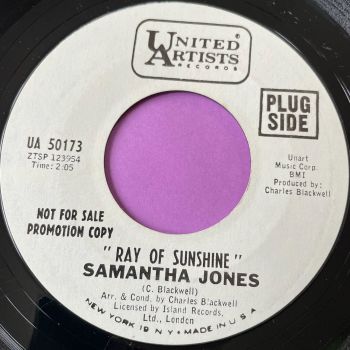 UNITED
ARTISTS
RECORDS
®
PLUG
SIDE
UA 50173
ZTSP 123954
Time: 2:05
Unart
Music Corp.
BMI
Produced by:
Charles Blackwell
NOT FOR SALE
PROMOTION COPY
"RAY OF SUNSHINE"
SAMANTHA JONES
(C. Blackwell)
Arr. & Cond. by Charles Blackwell
Licensed by Island Records,
Ltd., London
NEW YORK 19 N.Y • MADE IN U.S.A